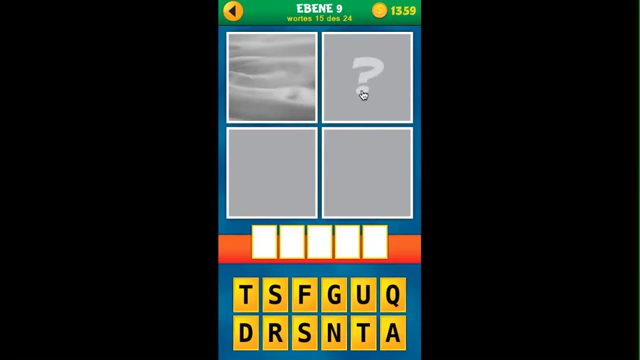 EBENE 9
wortes 15 des 24
1359
?
T S F G U Q
D R S N T A